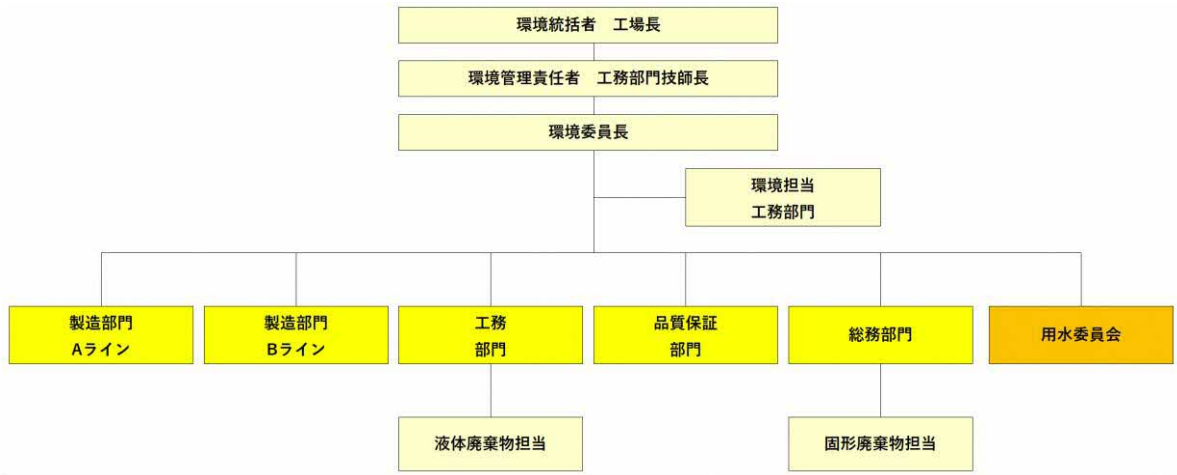 環境統括者　工場長
環境管理責任者　工務部門技師長
環境委員長
環境担当
工務部門
製造部門
Aライン
製造部門
Bライン
工務
部門
品質保証
部門
総務部門
用水委員会
液体廃棄物担当
固形廃棄物担当